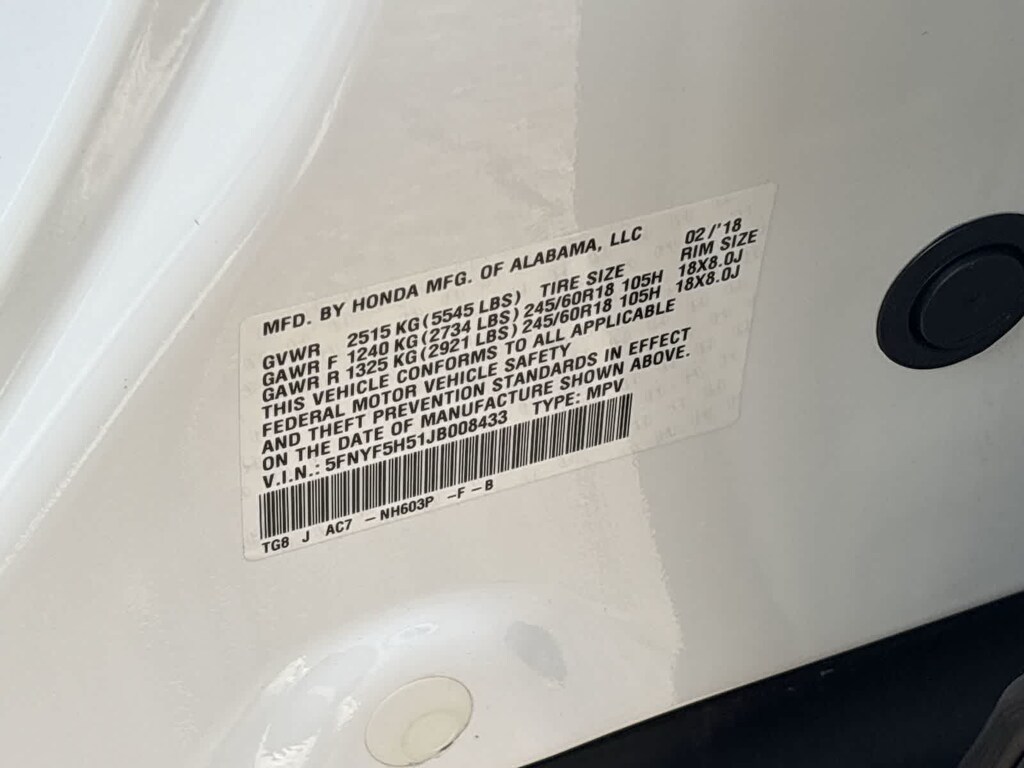 MFD. BY HONDA MFG. OF ALABAMA, LLC 02/'18
GVWR 2515 KG (5545 LBS) TIRE SIZE RIM SIZE
GAWR F 1240 KG (2734 LBS) 245/60R18 105H 18X8.0J
GAWR R 1325 KG (2921 LBS) 245/60R18 105H 18X8.0J
THIS VEHICLE CONFORMS TO ALL APPLICABLE
FEDERAL MOTOR VEHICLE SAFETY
AND THEFT PREVENTION STANDARDS IN EFFECT
ON THE DATE OF MANUFACTURE SHOWN ABOVE.
V.I.N.: 5FNYF5H51JB008433 TYPE: MPV
TG8 J AC7 -NH603P -F-B